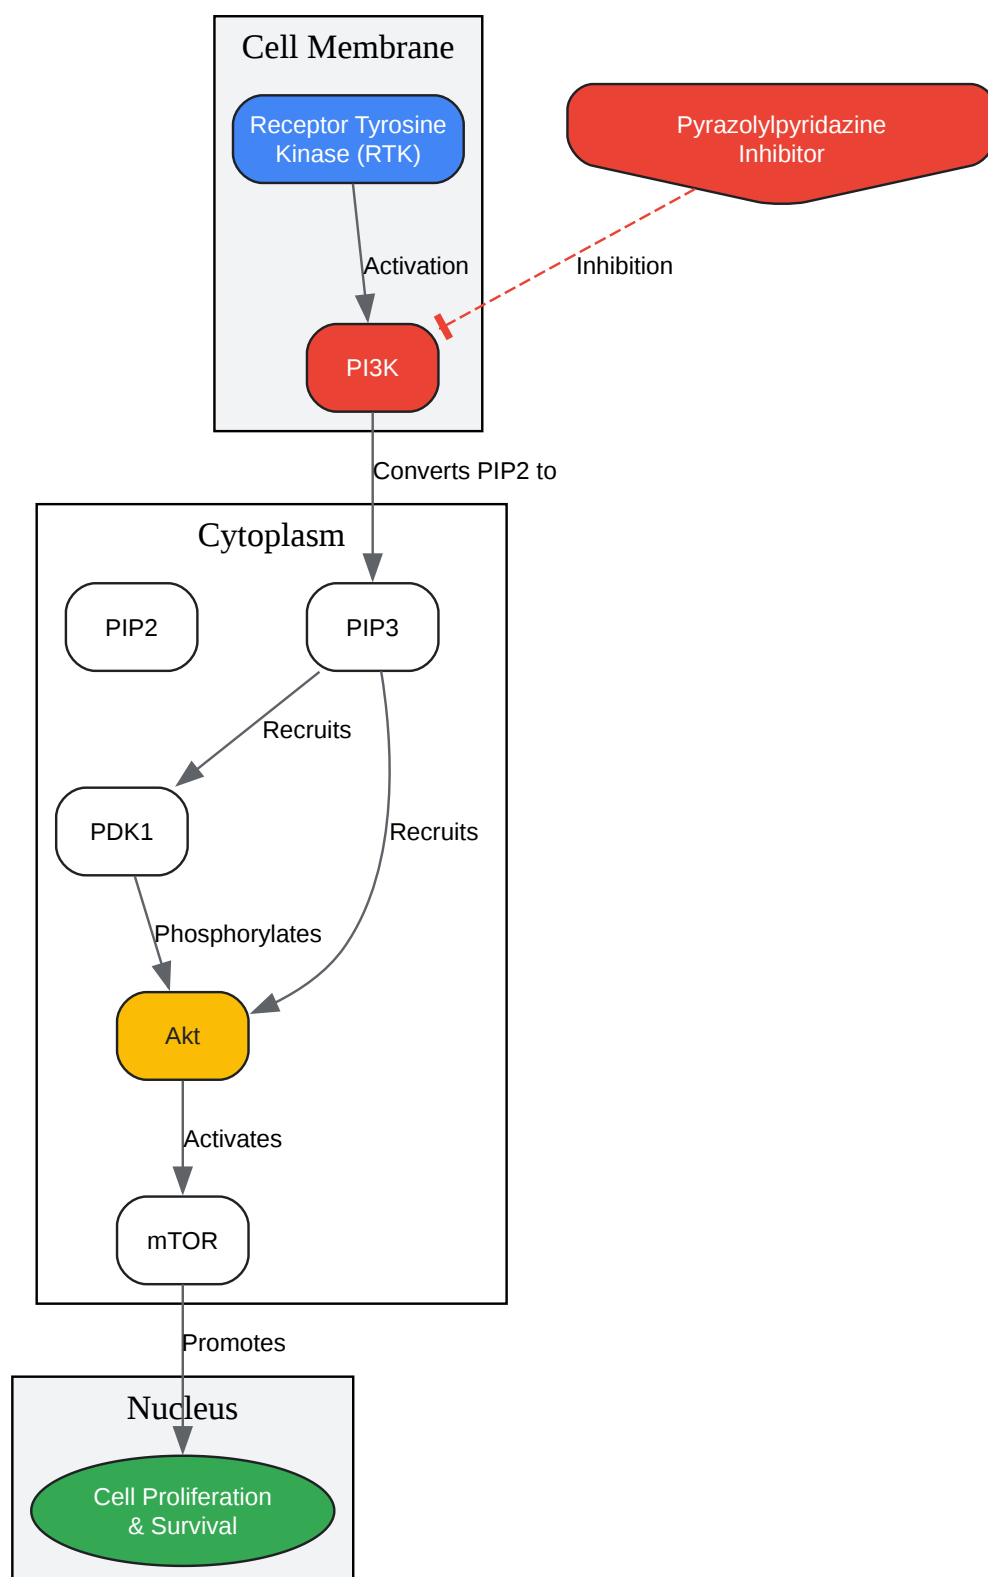 Cell Membrane
Receptor Tyrosine
Kinase (RTK)
Pyrazolylpyridazine
Inhibitor
Activation
Inhibition
PI3K
Converts PIP2 to
Cytoplasm
PIP2
PIP3
Recruits
PDK1
Recruits
Phosphorylates
Akt
Activates
mTOR
Promotes
Nucleus
Cell Proliferation
& Survival